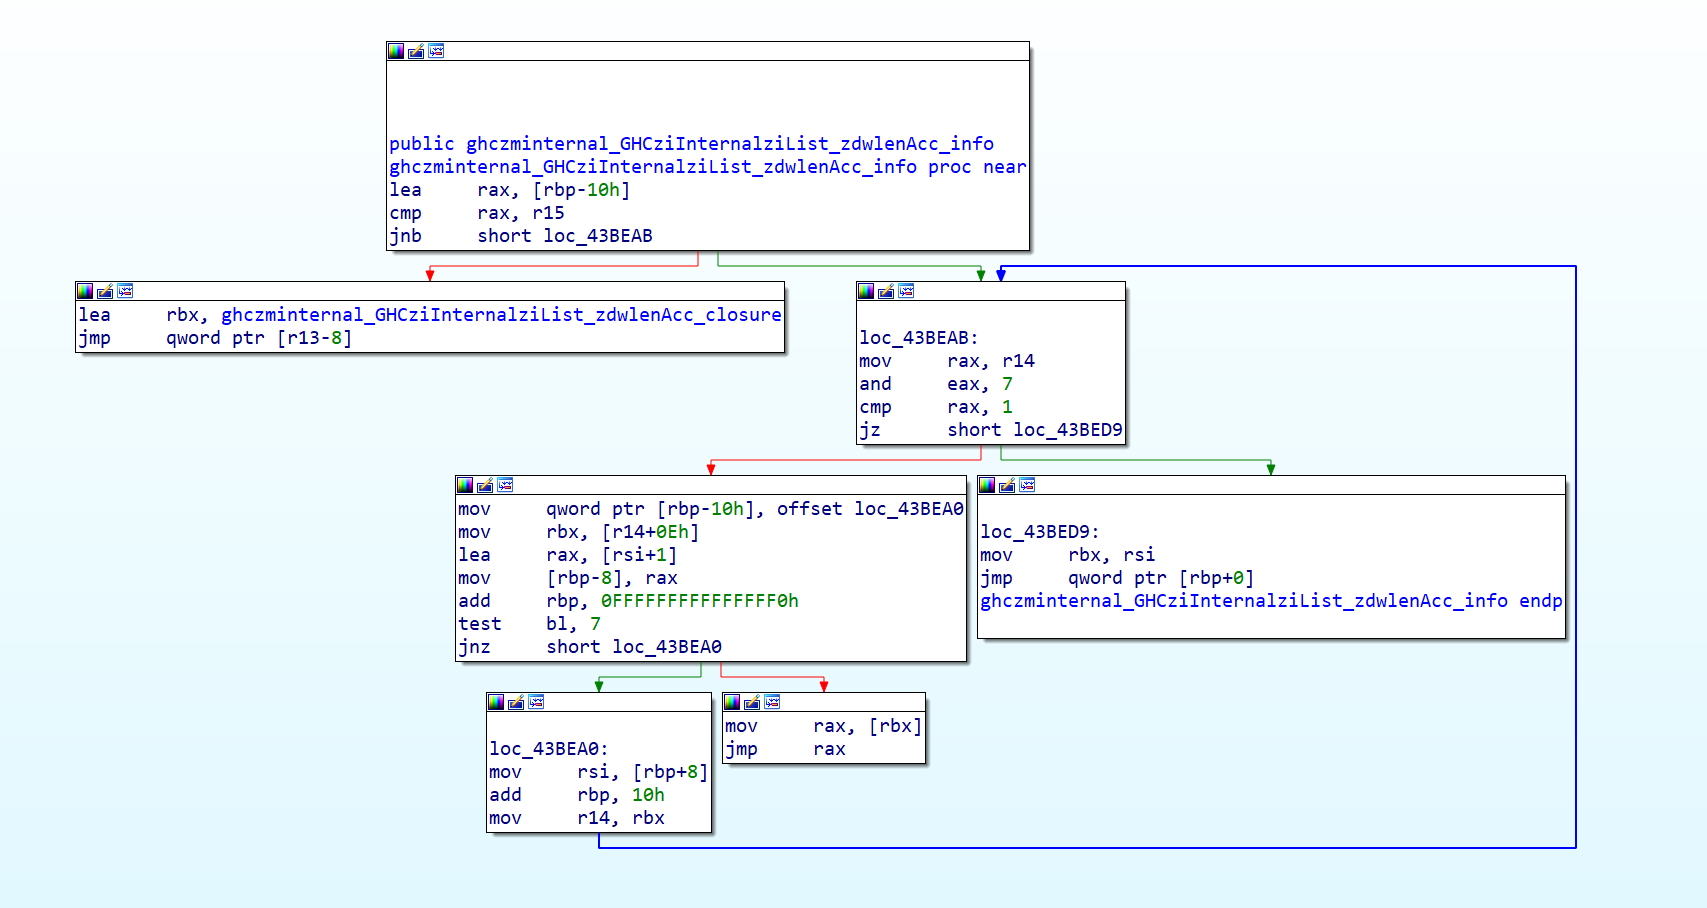 public ghczminternal_GHCziInternalziList_zdwlenAcc_info
ghczminternal_GHCziInternalziList_zdwlenAcc_info proc near
lea     rax, [rbp-10h]
cmp     rax, r15
jnb     short loc_43BEAB
lea     rbx, ghczminternal_GHCziInternalziList_zdwlenAcc_closure
jmp     qword ptr [r13-8]
loc_43BEAB:
mov     rax, r14
and     eax, 7
cmp     rax, 1
jz      short loc_43BED9
mov     qword ptr [rbp-10h], offset loc_43BEA0
mov     rbx, [r14+0Eh]
lea     rax, [rsi+1]
mov     [rbp-8], rax
add     rbp, 0FFFFFFFFFFFFFFF0h
test    bl, 7
jnz     short loc_43BEA0
loc_43BED9:
mov     rbx, rsi
jmp     qword ptr [rbp+0]
ghczminternal_GHCziInternalziList_zdwlenAcc_info endp
loc_43BEA0:
mov     rsi, [rbp+8]
add     rbp, 10h
mov     r14, rbx
mov     rax, [rbx]
jmp     rax